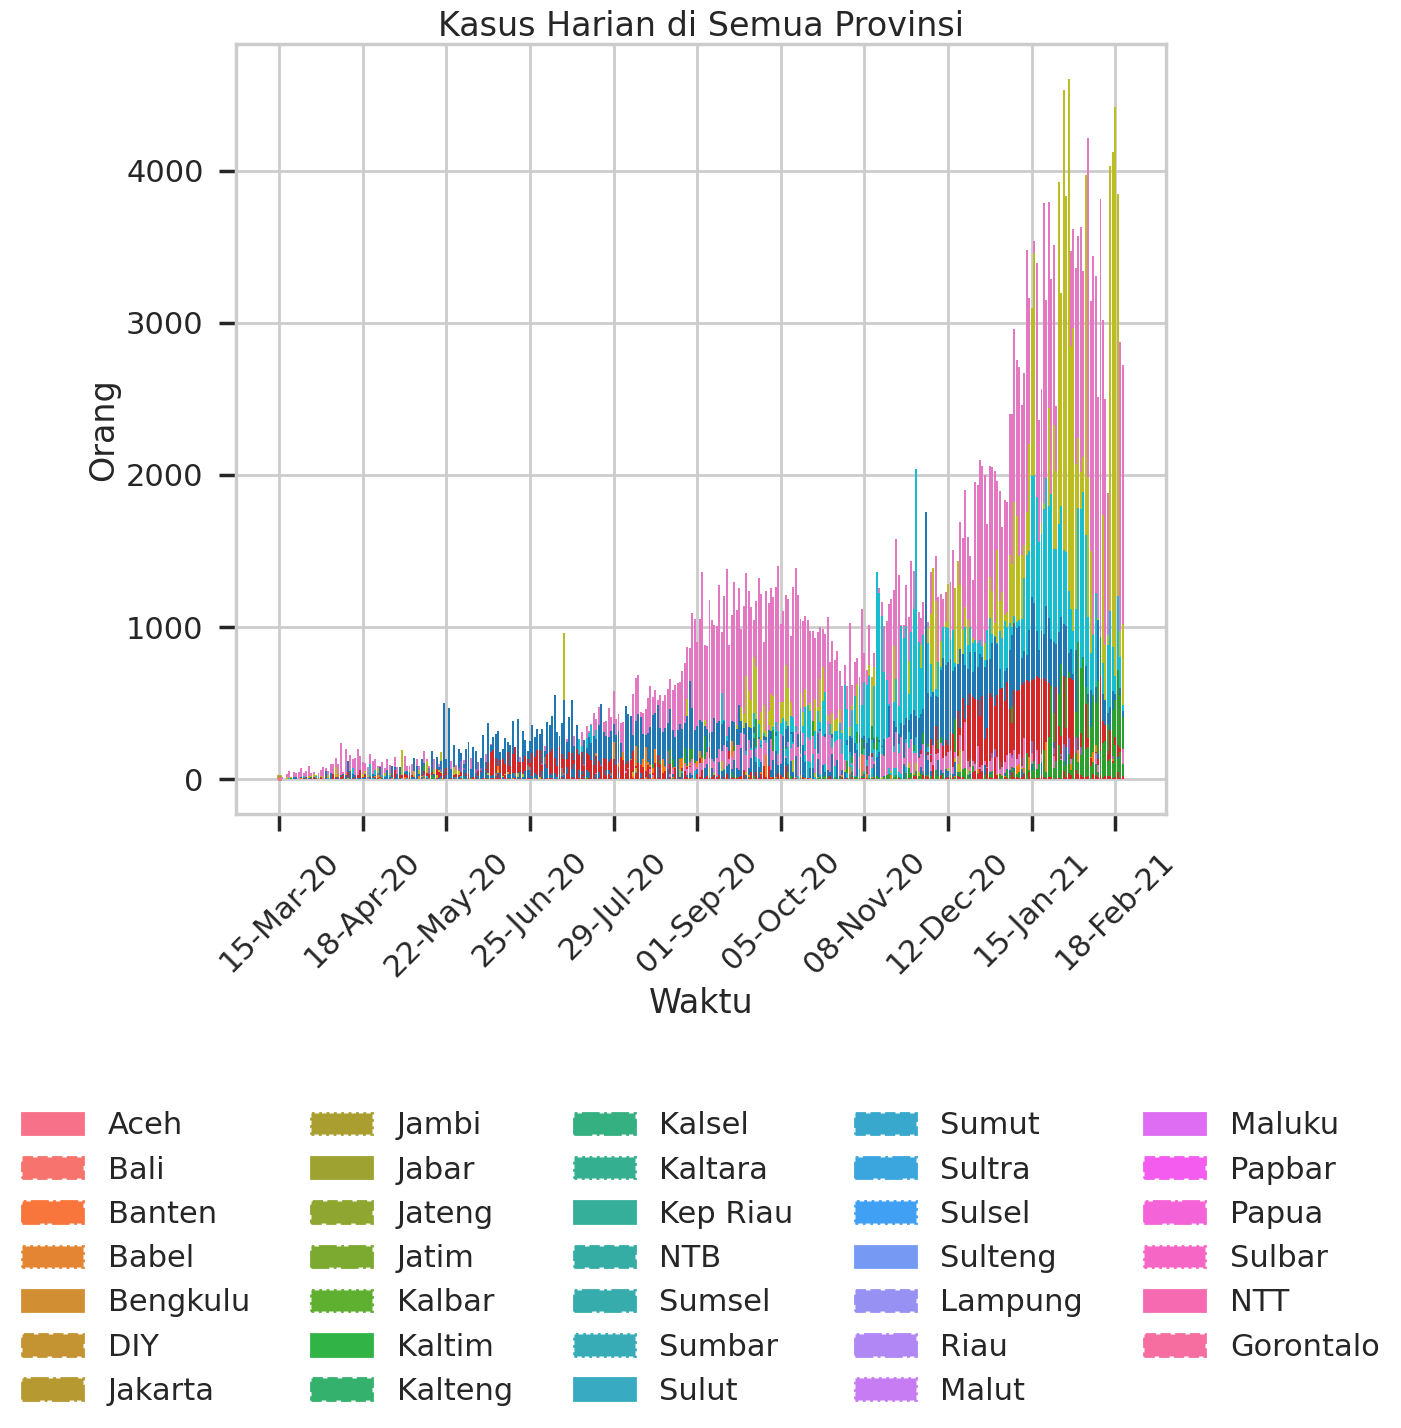 Kasus Harian di Semua Provinsi
4000
3000
2000
1000
0
Orang
15-Mar-20
18-Apr-20
22-May-20
25-Jun-20
29-Jul-20
01-Sep-20
05-Oct-20
08-Nov-20
12-Dec-20
15-Jan-21
18-Feb-21
Waktu
Aceh
Bali
Banten
Babel
Bengkulu
DIY
Jakarta
Jambi
Jabar
Jateng
Jatim
Kalbar
Kaltim
Kalteng
Kalsel
Kaltara
Kep Riau
NTB
Sumsel
Sumbar
Sulut
Sumut
Sultra
Sulsel
Sulteng
Lampung
Riau
Malut
Maluku
Papbar
Papua
Sulbar
NTT
Gorontalo